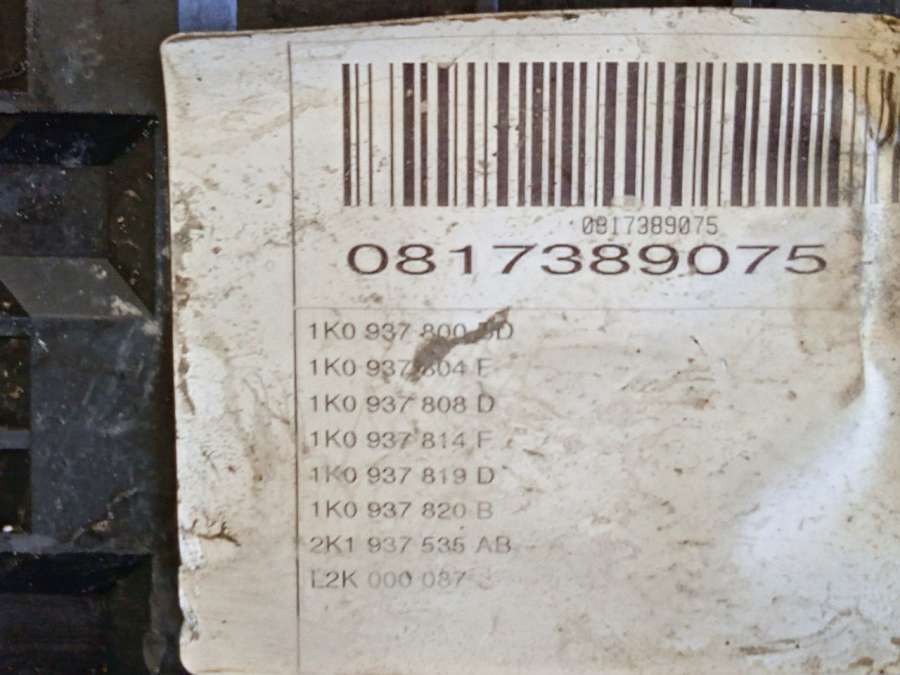 0817389075
0817389075
1K0 937 800
1K0 937 804 F
1K0 937 808 D
1K0 937 814 F
1K0 937 819 D
1K0 937 820 B
2K1 937 535 AB
L2K 000 087